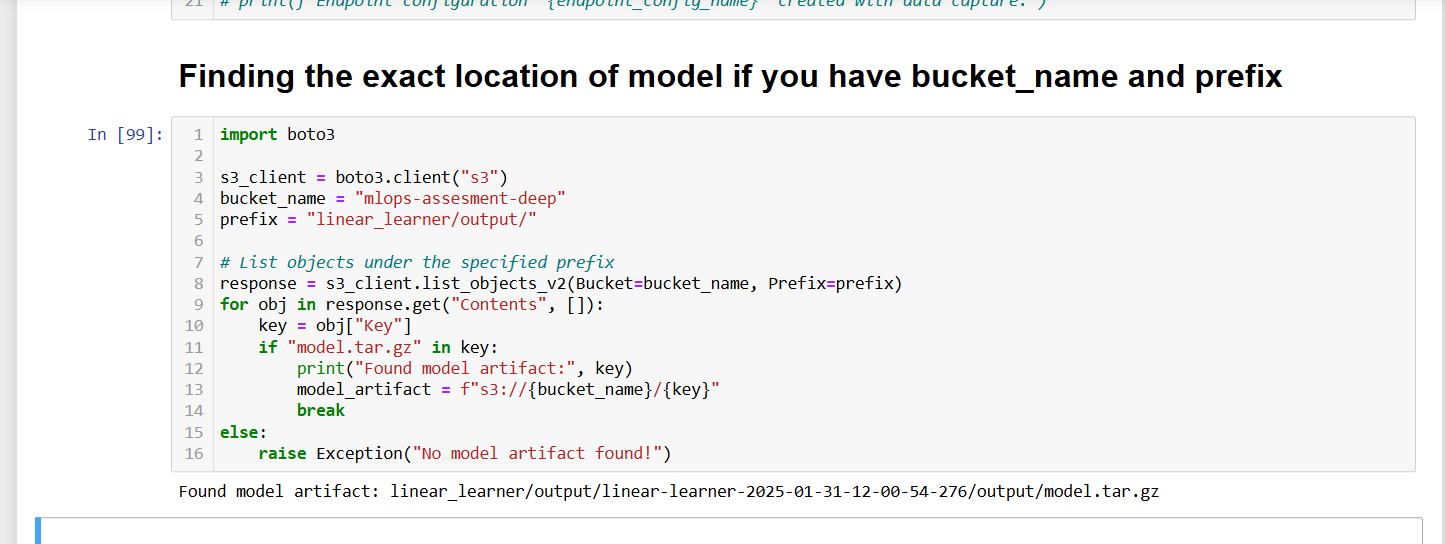 21 # print(f"Endpoint configuration '{endpoint_config_name}' created with data capture.")
Finding the exact location of model if you have bucket_name and prefix
In [99]:
1 import boto3
2
3 s3_client = boto3.client("s3")
4 bucket_name = "mlops-assesment-deep"
5 prefix = "linear_learner/output/"
6
7 # List objects under the specified prefix
8 response = s3_client.list_objects_v2(Bucket=bucket_name, Prefix=prefix)
9 for obj in response.get("Contents", []):
10     key = obj["Key"]
11     if "model.tar.gz" in key:
12         print("Found model artifact:", key)
13         model_artifact = f"s3://{bucket_name}/{key}"
14         break
15 else:
16     raise Exception("No model artifact found!")
Found model artifact: linear_learner/output/linear-learner-2025-01-31-12-00-54-276/output/model.tar.gz